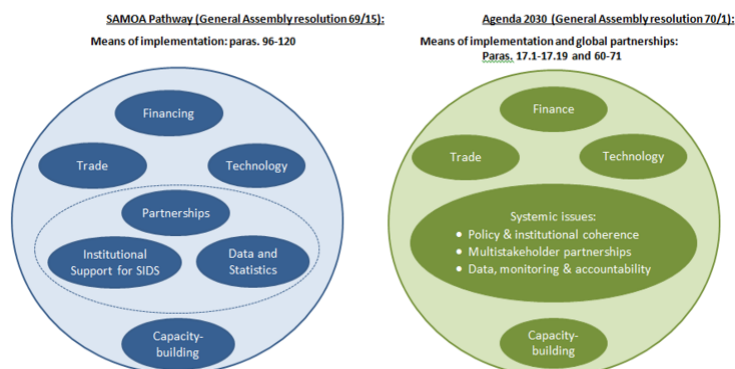 SAMOA Pathway (General Assembly resolution 69/15):
Means of implementation: paras. 96-120
Financing
Trade
Technology
Partnerships
Institutional
Support for SIDS
Data and
Statistics
Capacity-
building
Agenda 2030 (General Assembly resolution 70/1):
Means of implementation and global partnerships:
Paras. 17.1-17.19 and 60-71
Finance
Trade
Technology
Systemic issues:
• Policy & institutional coherence
• Multistakeholder partnerships
• Data, monitoring & accountability
Capacity-
building